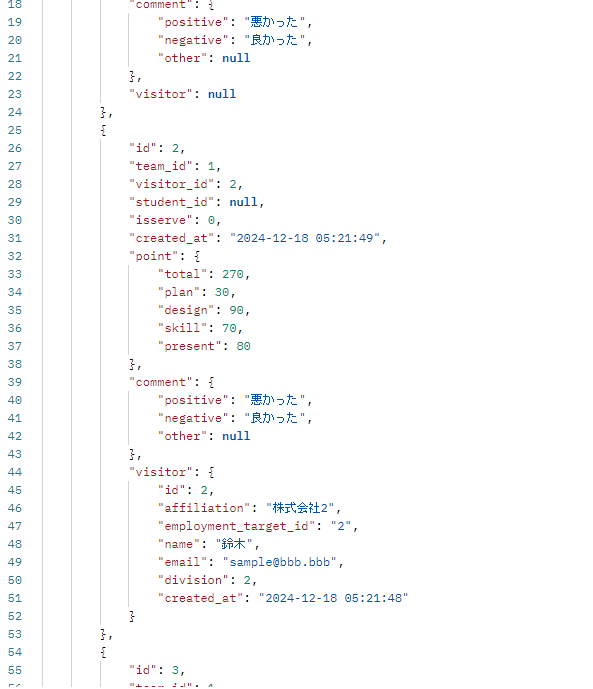 18 "comment": {
19 "positive": "悪かった",
20 "negative": "良かった",
21 "other": null
22 },
23 "visitor": null
24 },
25 {
26 "id": 2,
27 "team_id": 1,
28 "visitor_id": 2,
29 "student_id": null,
30 "isserve": 0,
31 "created_at": "2024-12-18 05:21:49",
32 "point": {
33 "total": 270,
34 "plan": 30,
35 "design": 90,
36 "skill": 70,
37 "present": 80
38 },
39 "comment": {
40 "positive": "悪かった",
41 "negative": "良かった",
42 "other": null
43 },
44 "visitor": {
45 "id": 2,
46 "affiliation": "株式会社2",
47 "employment_target_id": "2",
48 "name": "鈴木",
49 "email": "sample@bbb.bbb",
50 "division": 2,
51 "created_at": "2024-12-18 05:21:48"
52 }
53 },
54 {
55 "id": 3,
56 "team_id": 1,